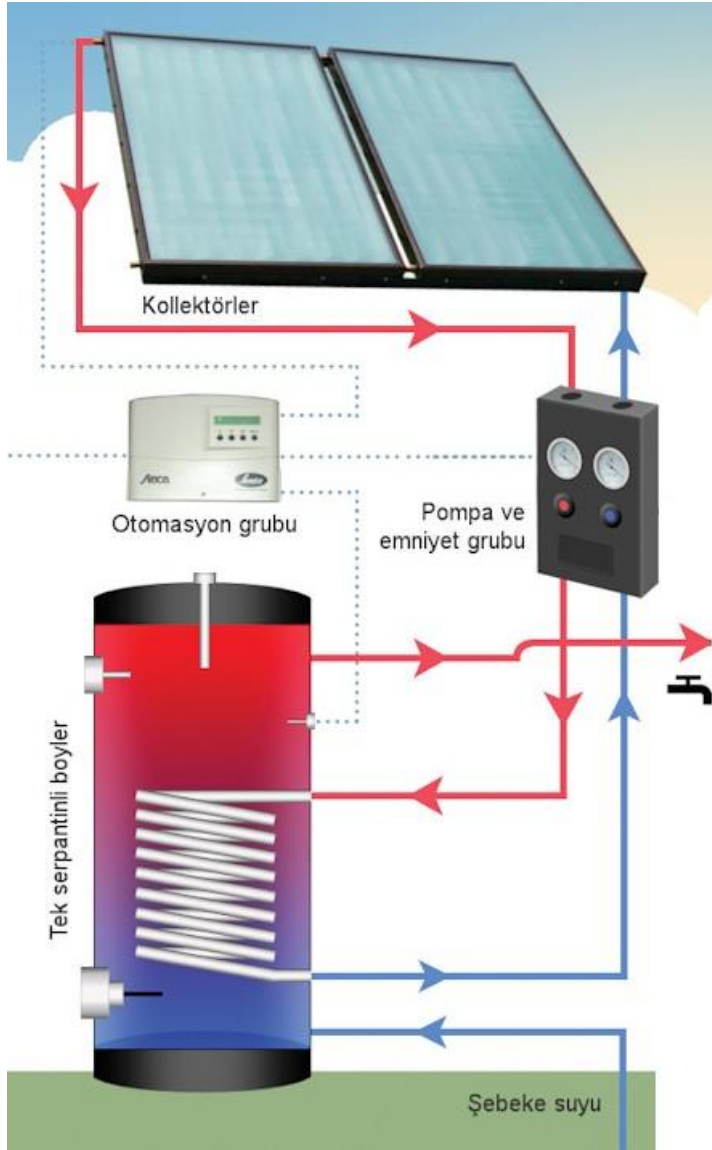 Kollektörler
Otomasyon grubu
Pompa ve
emniyet grubu
Tek serpantinli boyler
Şebeke suyu